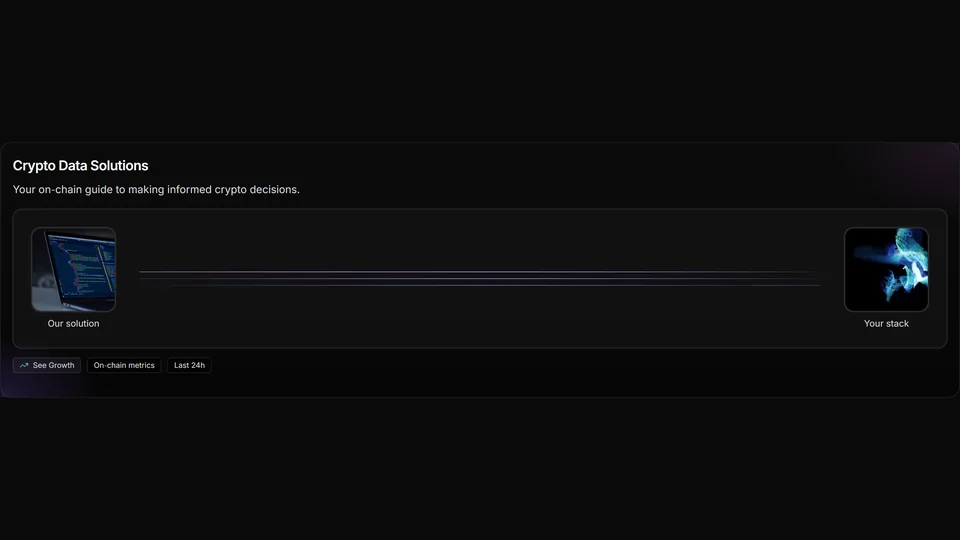 Crypto Data Solutions
Your on-chain guide to making informed crypto decisions.
Our solution
Your stack
See Growth
On-chain metrics
Last 24h